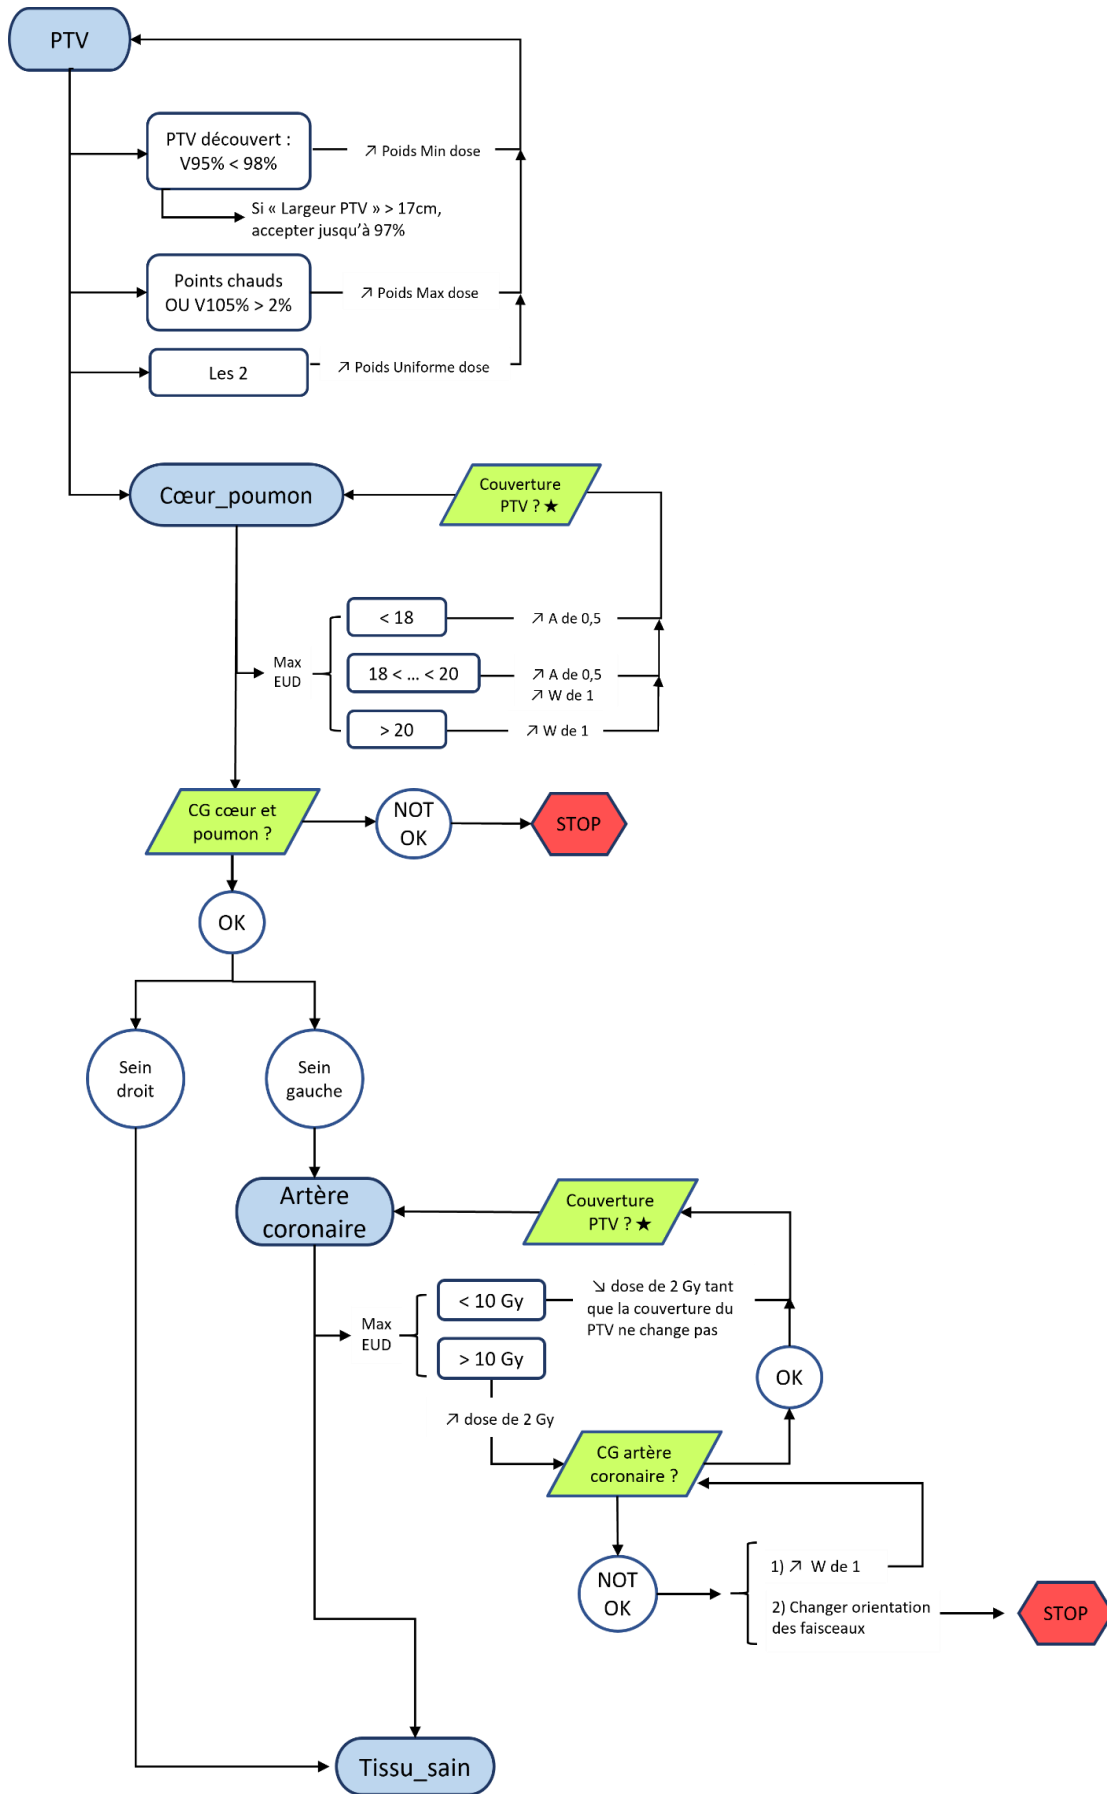 PTV
PTV découvert :
V95% < 98%
↗ Poids Min dose
Si « Largeur PTV » > 17cm,
accepter jusqu’à 97%
Points chauds
OU V105% > 2%
↗ Poids Max dose
Les 2
↗ Poids Uniforme dose
Cœur_poumon
Couverture
PTV ? ★
Max
EUD
< 18
↗ A de 0,5
18 < ... < 20
↗ A de 0,5
↗ W de 1
> 20
↗ W de 1
CG cœur et
poumon ?
NOT
OK
STOP
OK
Sein
droit
Sein
gauche
Artère
coronaire
Couverture
PTV ? ★
Max
EUD
< 10 Gy
↘ dose de 2 Gy tant
que la couverture du
PTV ne change pas
> 10 Gy
OK
↗ dose de 2 Gy
CG artère
coronaire ?
NOT
OK
1) ↗ W de 1
2) Changer orientation
des faisceaux
STOP
Tissu_sain